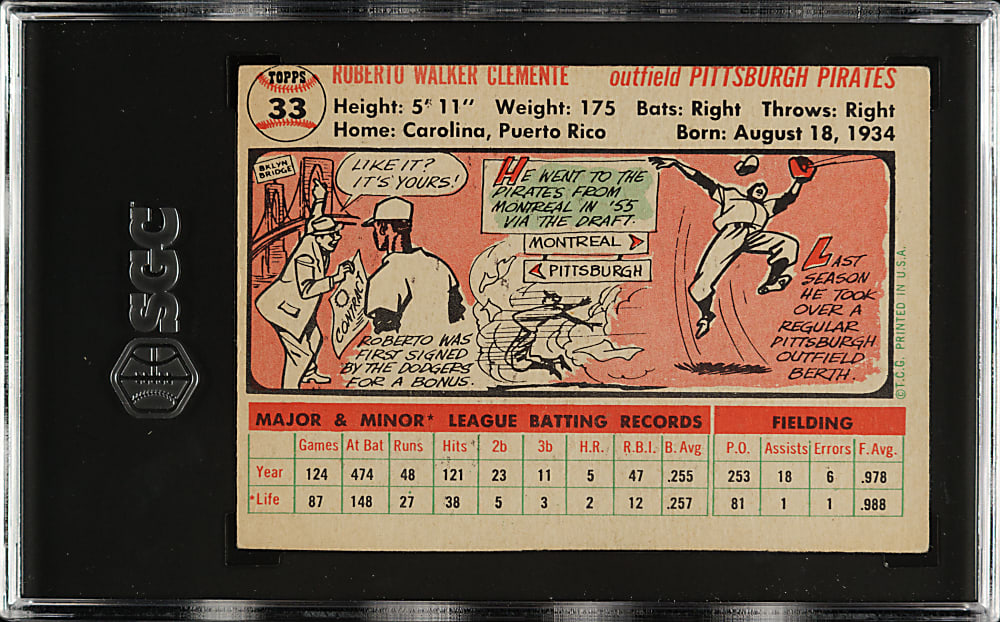 SGC
TOPPS
33
ROBERTO WALKER CLEMENTE outfield PITTSBURGH PIRATES
Height: 5' 11" Weight: 175 Bats: Right Throws: Right
Home: Carolina, Puerto Rico Born: August 18, 1934
BKLYN
BRIDGE
LIKE IT?
IT'S YOURS!
CONTRACT
ROBERTO WAS
FIRST SIGNED
BY THE DODGERS
FOR A BONUS.
HE WENT TO THE
PIRATES FROM
MONTREAL IN '55
VIA THE DRAFT.
MONTREAL
PITTSBURGH
LAST
SEASON
HE TOOK
OVER A
REGULAR
PITTSBURGH
OUTFIELD
BERTH.
© T.C.G. PRINTED IN U.S.A.
MAJOR & MINOR* LEAGUE BATTING RECORDS FIELDING
Games At Bat Runs Hits 2b 3b H.R. R.B.I. B. Avg P.O. Assists Errors F. Avg.
Year 124 474 48 121 23 11 5 47 .255 253 18 6 .978
*Life 87 148 27 38 5 3 2 12 .257 81 1 1 .988